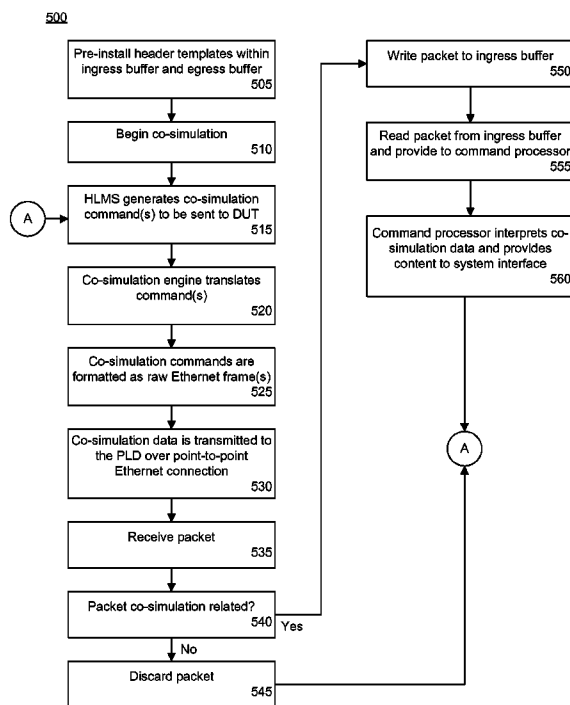 500
Pre-install header templates within
ingress buffer and egress buffer
505
Begin co-simulation
510
A
HLMS generates co-simulation
command(s) to be sent to DUT
515
Co-simulation engine translates
command(s)
520
Co-simulation commands are
formatted as raw Ethernet frame(s)
525
Co-simulation data is transmitted to
the PLD over point-to-point
Ethernet connection
530
Receive packet
535
Packet co-simulation related?
540
Yes
No
Discard packet
545
Write packet to ingress buffer
550
Read packet from ingress buffer
and provide to command processor
555
Command processor interprets co-
simulation data and provides
content to system interface
560
A